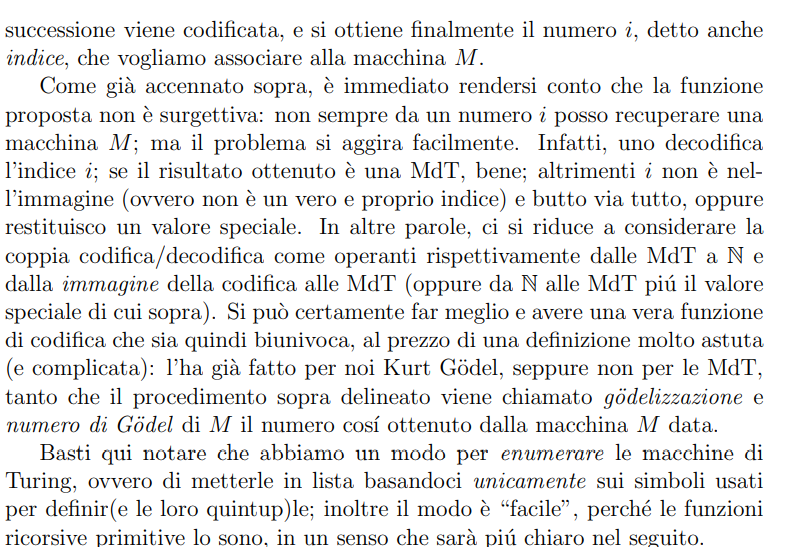 successione viene codificata, e si ottiene finalmente il numero i, detto anche
indice, che vogliamo associare alla macchina M.
Come già accennato sopra, è immediato rendersi conto che la funzione
proposta non è surgettiva: non sempre da un numero i posso recuperare una
macchina M; ma il problema si aggira facilmente. Infatti, uno decodifica
l'indice i; se il risultato ottenuto è una MdT, bene; altrimenti i non è nel-
l'immagine (ovvero non è un vero e proprio indice) e butto via tutto, oppure
restituisco un valore speciale. In altre parole, ci si riduce a considerare la
coppia codifica/decodifica come operanti rispettivamente dalle MdT a ℕ e
dalla immagine della codifica alle MdT (oppure da ℕ alle MdT piú il valore
speciale di cui sopra). Si può certamente far meglio e avere una vera funzione
di codifica che sia quindi biunivoca, al prezzo di una definizione molto astuta
(e complicata): l'ha già fatto per noi Kurt Gödel, seppure non per le MdT,
tanto che il procedimento sopra delineato viene chiamato gödelizzazione e
numero di Gödel di M il numero cosí ottenuto dalla macchina M data.
Basti qui notare che abbiamo un modo per enumerare le macchine di
Turing, ovvero di metterle in lista basandoci unicamente sui simboli usati
per definir(e le loro quintup)le; inoltre il modo è “facile”, perché le funzioni
ricorsive primitive lo sono, in un senso che sarà piú chiaro nel seguito.